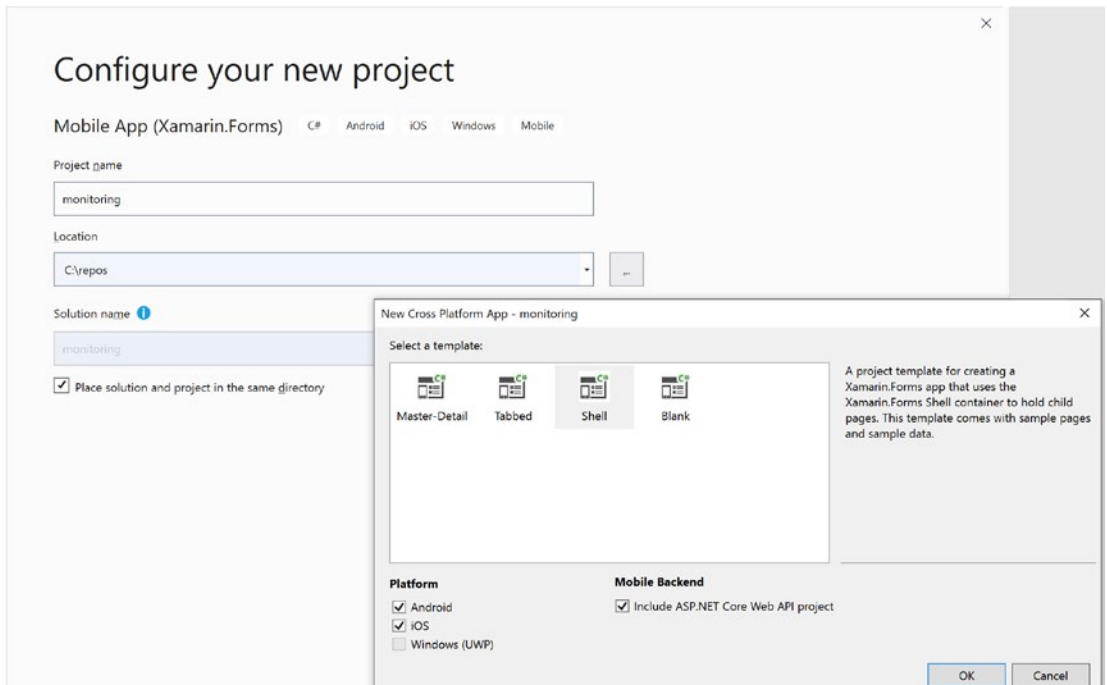 Configure your new project
Mobile App (Xamarin.Forms) C# Android iOS Windows Mobile
Project name
monitoring
Location
C:\repos
...
Solution name
monitoring
Place solution and project in the same directory
New Cross Platform App - monitoring
Select a template:
Master-Detail Tabbed Shell Blank
A project template for creating a
Xamarin.Forms app that uses the
Xamarin.Forms Shell container to hold child
pages. This template comes with sample pages
and sample data.
Platform
Android
iOS
Windows (UWP)
Mobile Backend
Include ASP.NET Core Web API project
OK Cancel